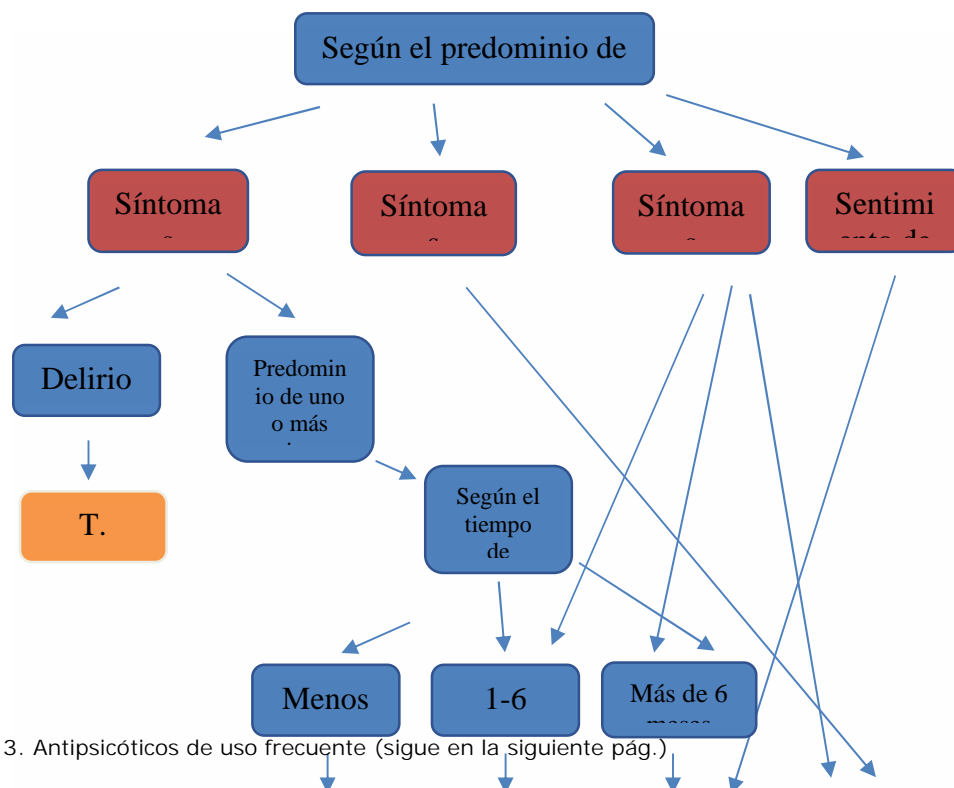 Según el predominio de
Síntoma
Síntoma
Síntoma
Sentimi
Delirio
Predomin
io de uno
o más
T.
Según el
tiempo
de
Menos
1-6
Más de 6
meses
3. Antipsicóticos de uso frecuente (sigue en la siguiente pág.)